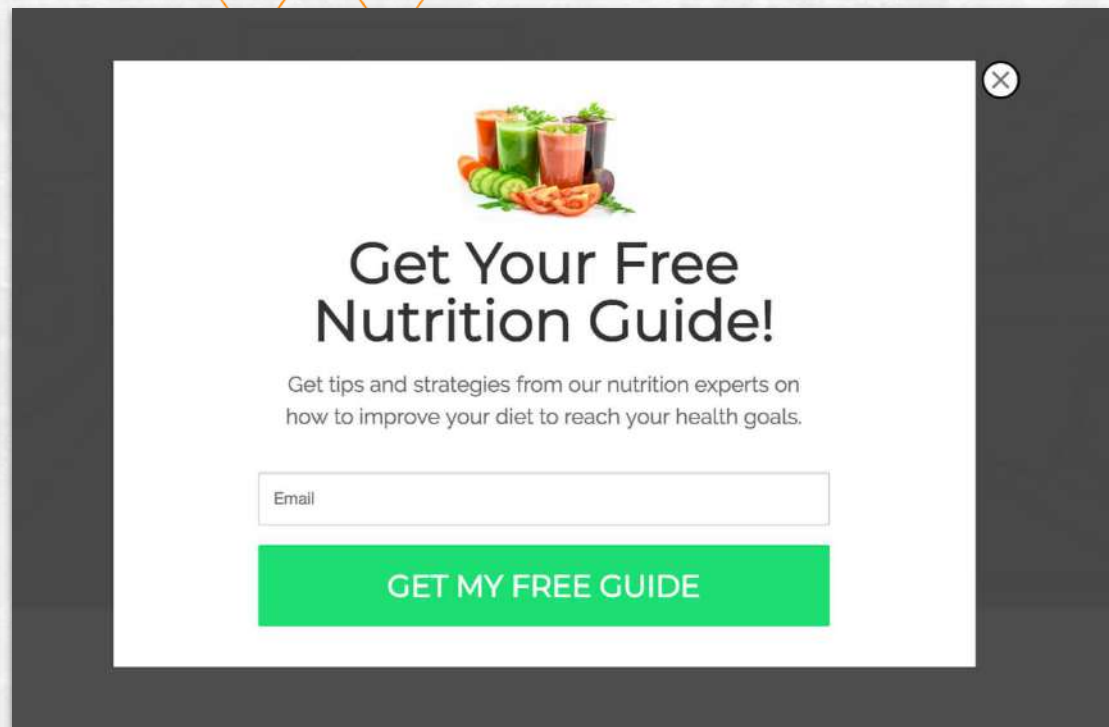 Get Your Free
Nutrition Guide!
Get tips and strategies from our nutrition experts on
how to improve your diet to reach your health goals.
Email
GET MY FREE GUIDE